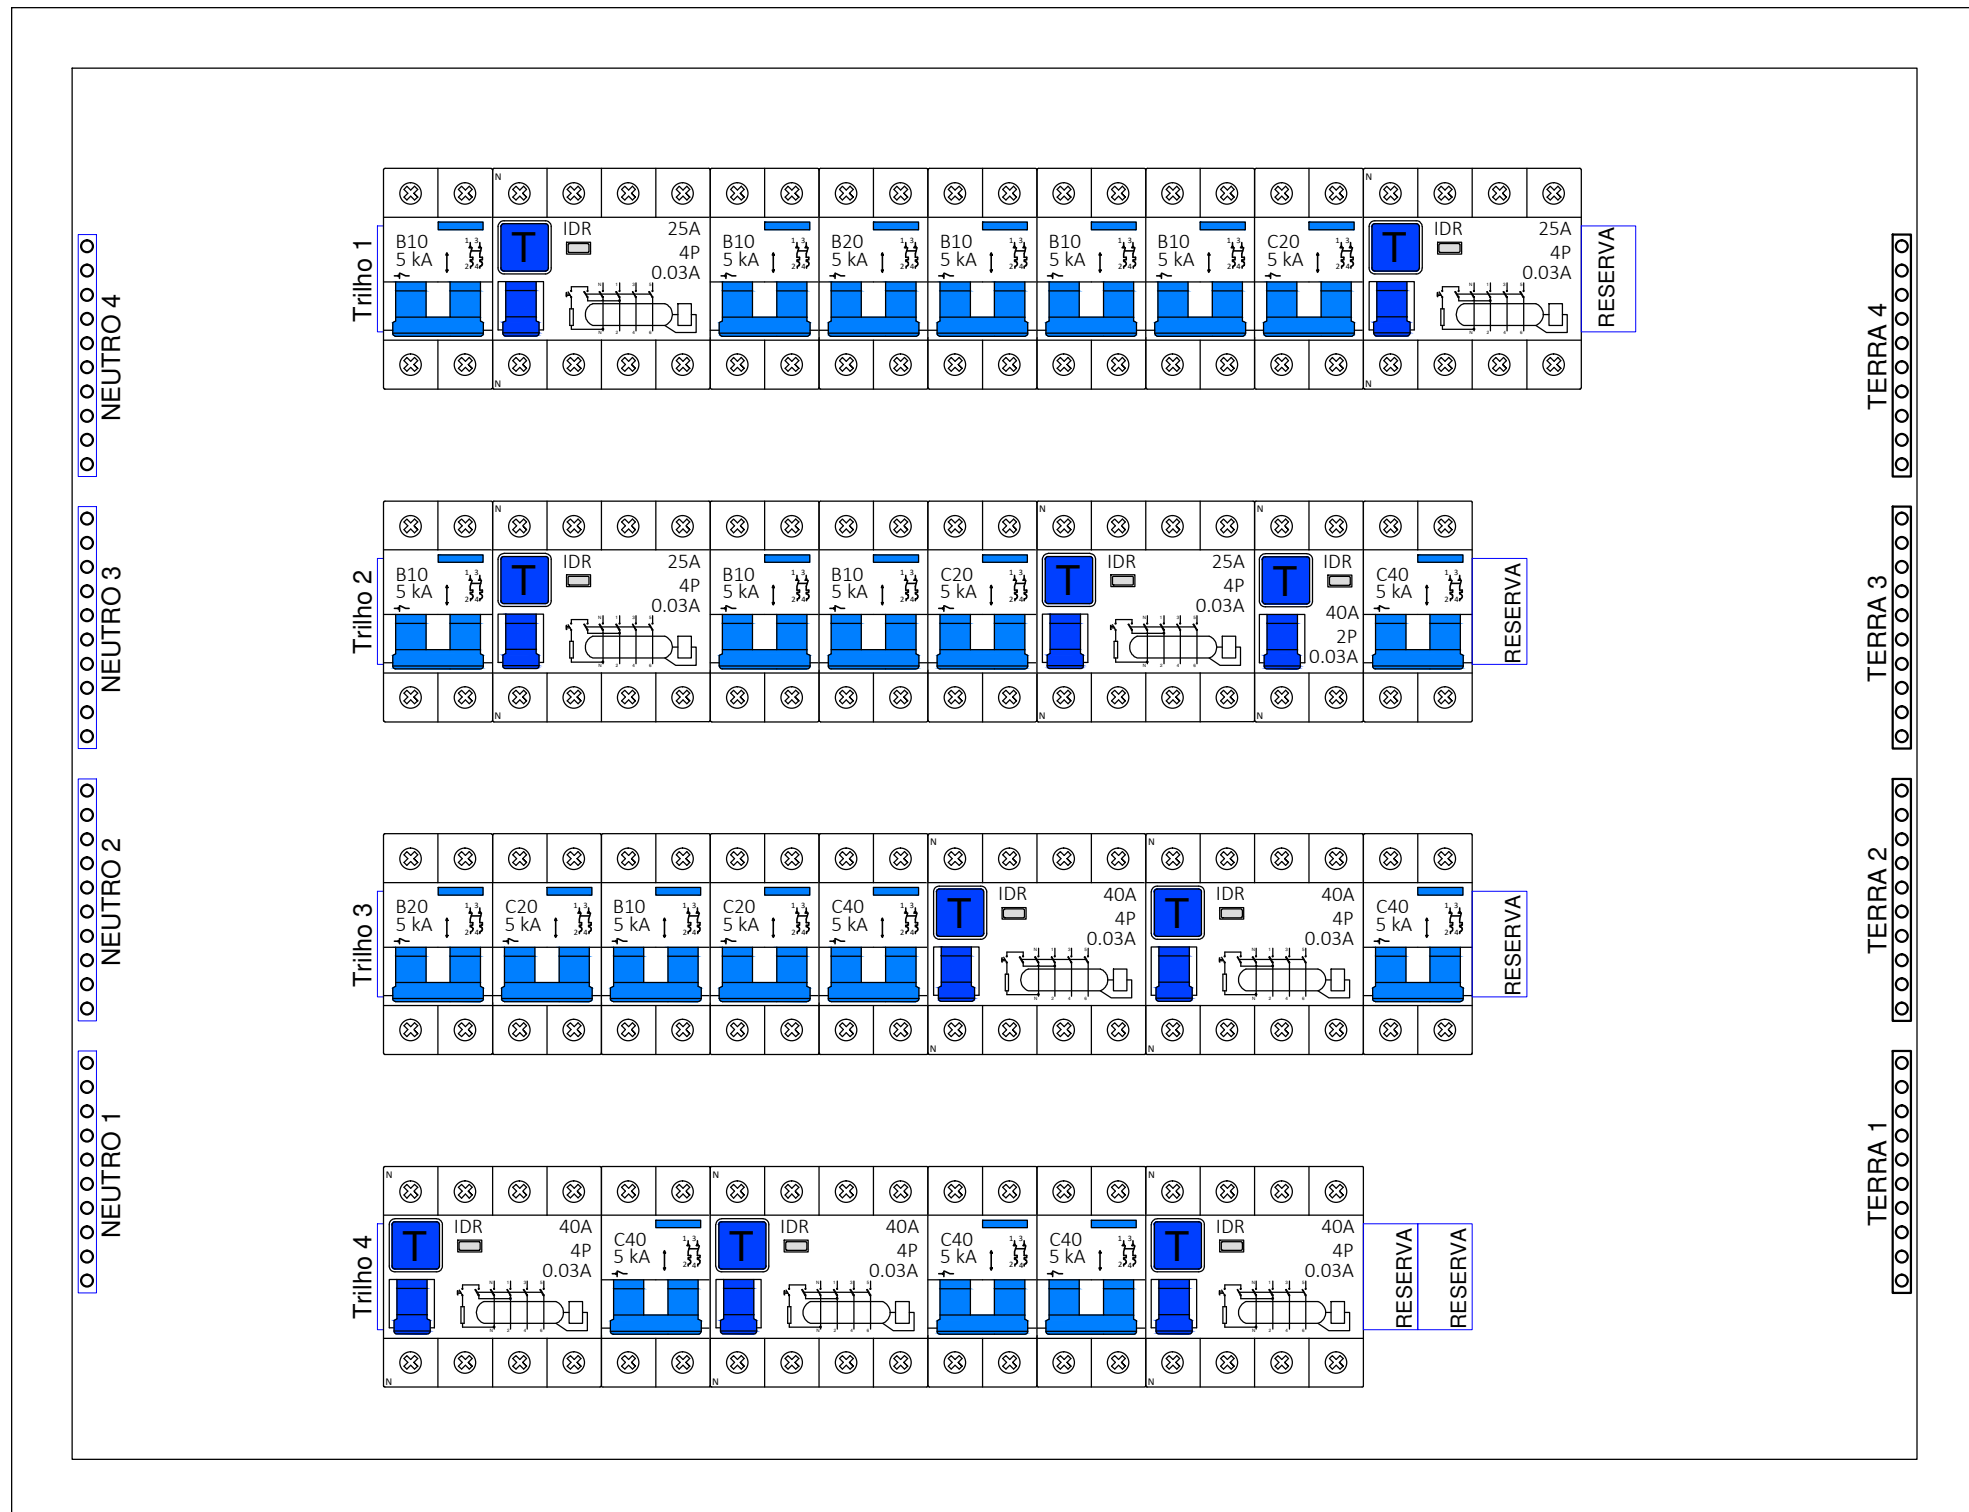 Trilho 1
B10
5 kA
T
IDR
25A
4P
0.03A
B10
5 kA
B20
5 kA
B10
5 kA
B10
5 kA
B10
5 kA
C20
5 kA
T
IDR
25A
4P
0.03A
RESERVA
Trilho 2
B10
5 kA
T
IDR
25A
4P
0.03A
B10
5 kA
B10
5 kA
C20
5 kA
T
IDR
25A
4P
0.03A
T
IDR
40A
2P
0.03A
C40
5 kA
RESERVA
Trilho 3
B20
5 kA
C20
5 kA
B10
5 kA
C20
5 kA
C40
5 kA
T
IDR
40A
4P
0.03A
T
IDR
40A
4P
0.03A
C40
5 kA
RESERVA
Trilho 4
T
IDR
40A
4P
0.03A
C40
5 kA
T
IDR
40A
4P
0.03A
C40
5 kA
C40
5 kA
T
IDR
40A
4P
0.03A
RESERVA
RESERVA
NEUTRO 4
NEUTRO 3
NEUTRO 2
NEUTRO 1
TERRA 4
TERRA 3
TERRA 2
TERRA 1